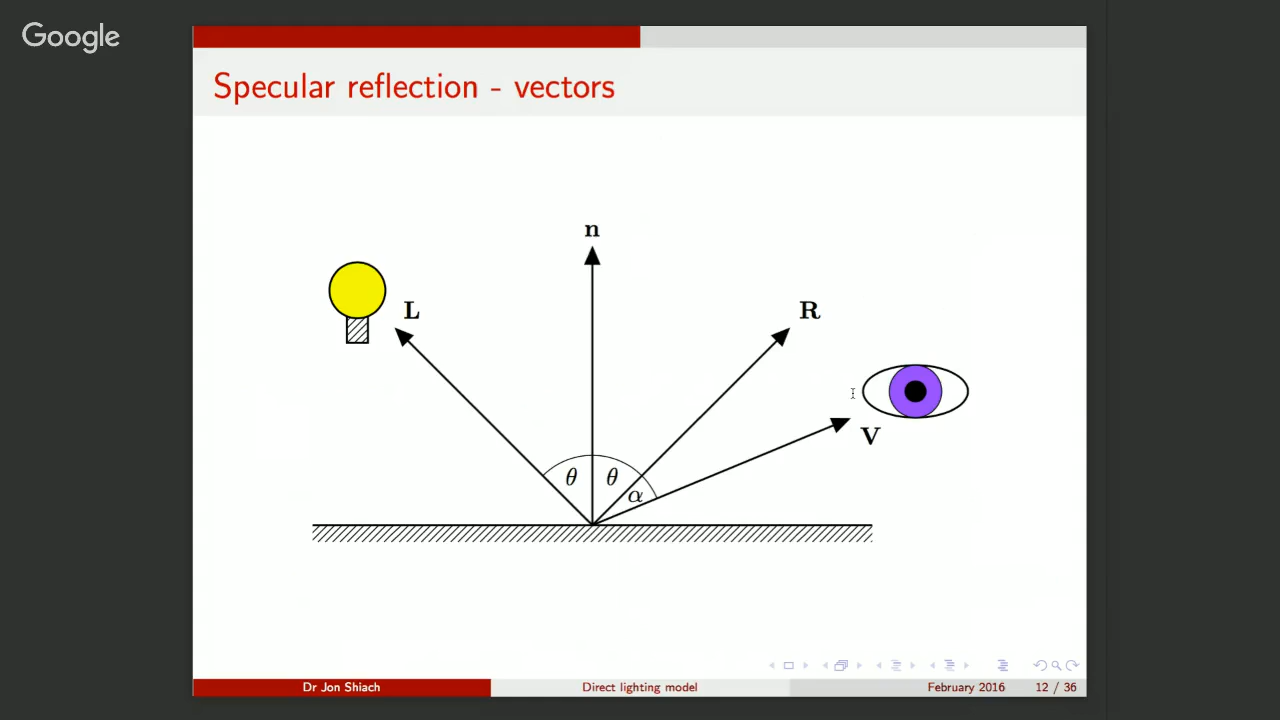 Google
Specular reflection - vectors
n
L
R
V
θ
θ
α
Dr Jon Shiach
Direct lighting model
February 2016
12 / 36